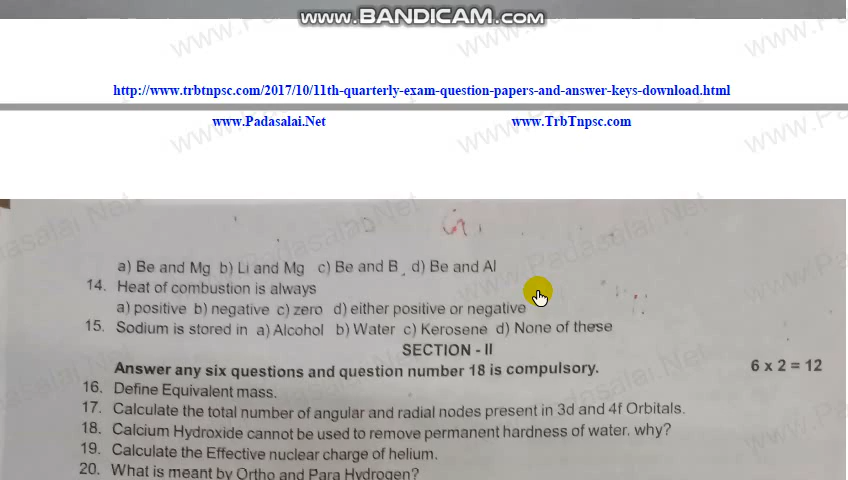 www.BANDICAM.com
http://www.trbtnpsc.com/2017/10/11th-quarterly-exam-question-papers-and-answer-keys-download.html
www.Padasalai.Net www.TrbTnpsc.com
a) Be and Mg b) Li and Mg c) Be and B d) Be and Al
14. Heat of combustion is always
a) positive b) negative c) zero d) either positive or negative
15. Sodium is stored in a) Alcohol b) Water c) Kerosene d) None of these
SECTION - II
Answer any six questions and question number 18 is compulsory. 6 x 2 = 12
16. Define Equivalent mass.
17. Calculate the total number of angular and radial nodes present in 3d and 4f Orbitals.
18. Calcium Hydroxide cannot be used to remove permanent hardness of water. why?
19. Calculate the Effective nuclear charge of helium.
20. What is meant by Ortho and Para Hydrogen?